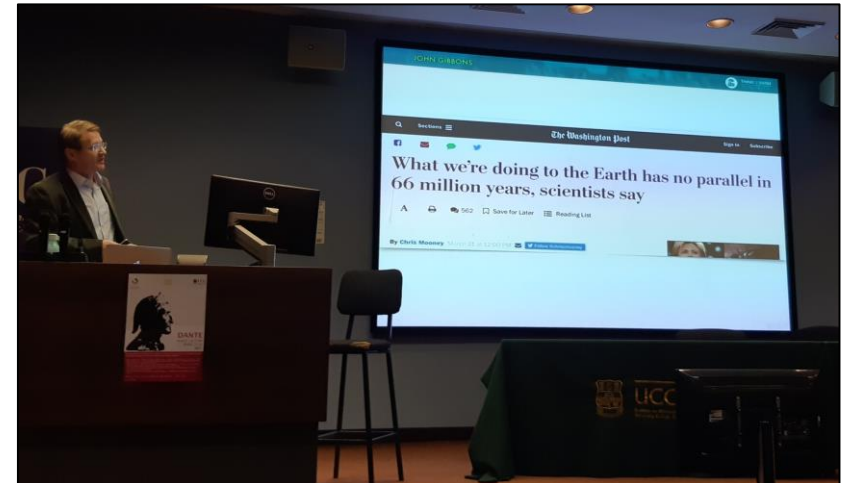 JOHN GIBBONS
Sections
The Washington Post
Sign In Subscribe
What we're doing to the Earth has no parallel in
66 million years, scientists say
A 562 Save for Later Reading List
By Chris Mooney
DELL
DANTE
UCC